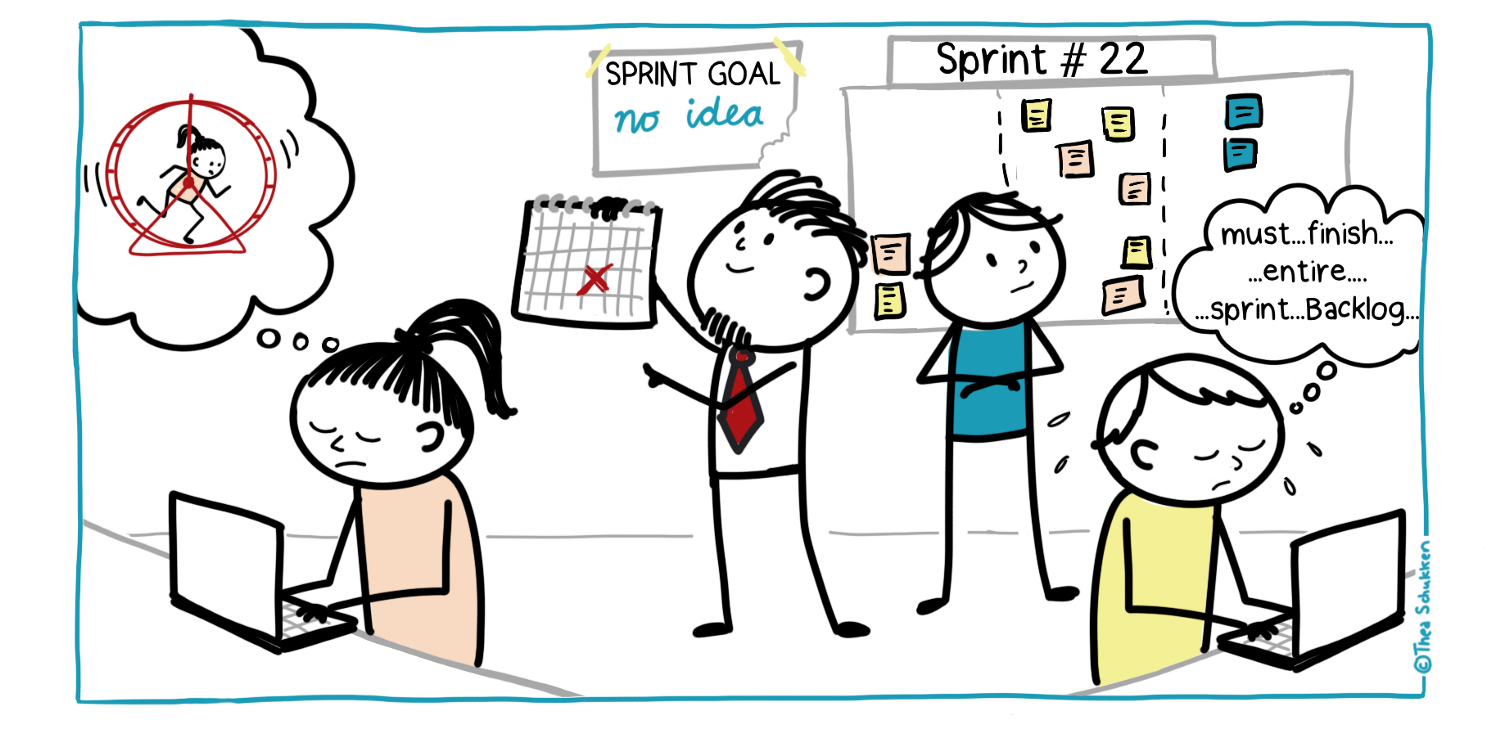 SPRINT GOAL
no idea
Sprint # 22
must...finish...
...entire....
...sprint...Backlog...
©Thea Schukken